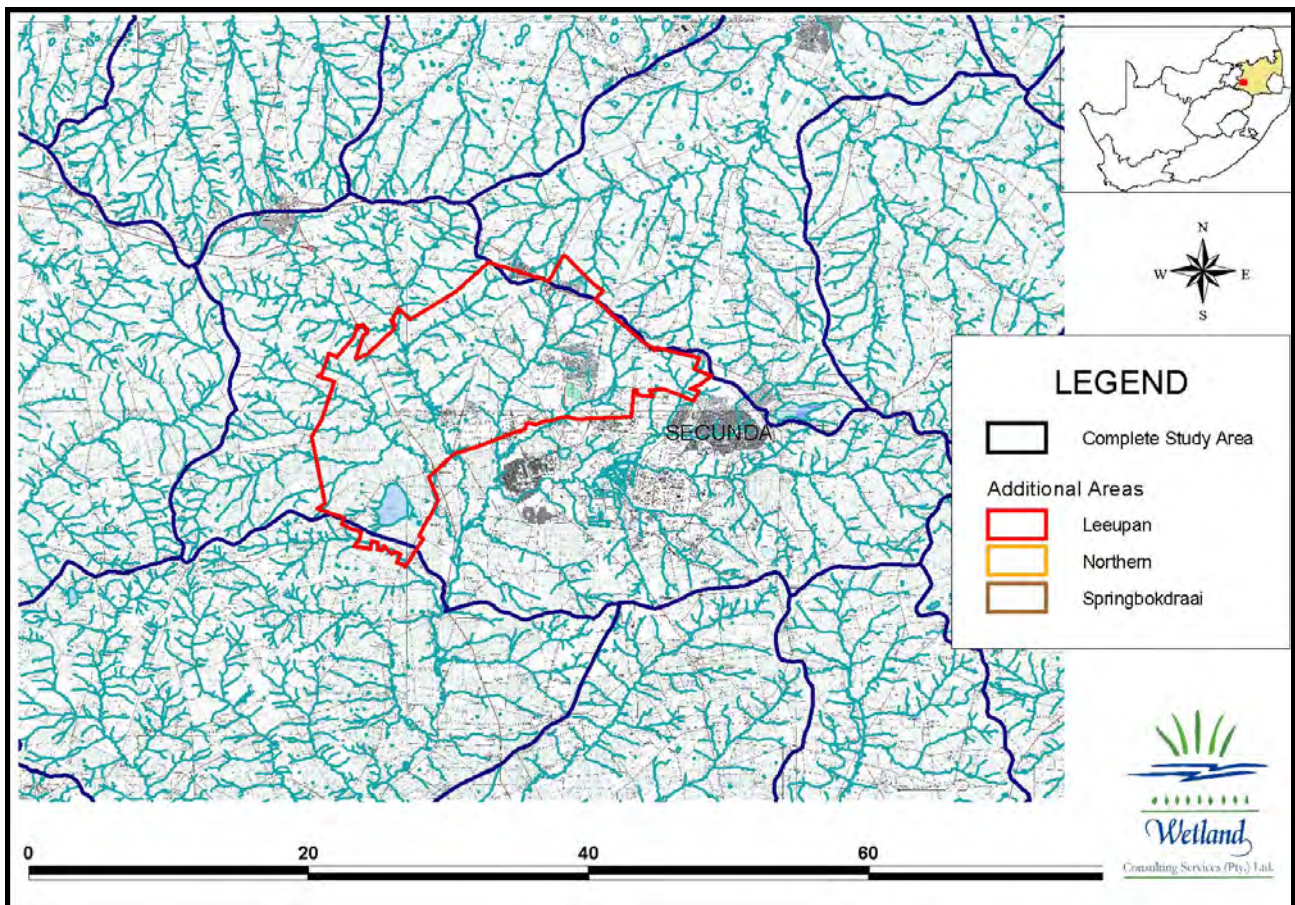 N
W E
S
LEGEND
Complete Study Area
Additional Areas
Leeupan
Northern
Springbokdraai
SECUNDA
Wetland
Consulting Services (Pty.) Ltd.
0 20 40 60